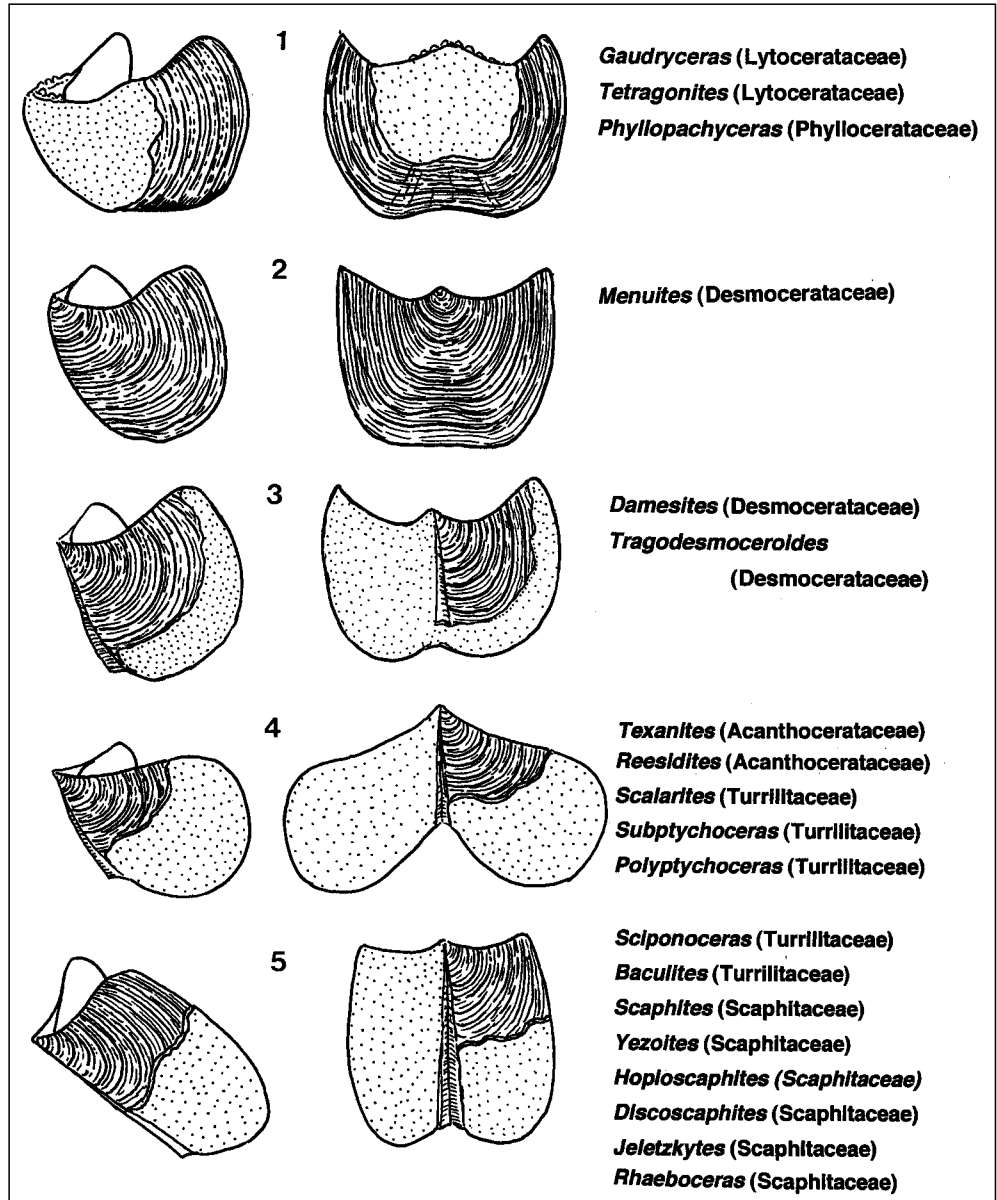 1
Gaudryceras (Lytocerataceae)
Tetragonites (Lytocerataceae)
Phyllopachyceras (Phyllocerataceae)
2
Menuites (Desmocerataceae)
3
Damesites (Desmocerataceae)
Tragodesmoceroides
(Desmocerataceae)
4
Texanites (Acanthocerataceae)
Reesidites (Acanthocerataceae)
Scalarites (Turrilitaceae)
Subptychoceras (Turrilitaceae)
Polyptychoceras (Turrilitaceae)
5
Sciponoceras (Turrilitaceae)
Baculites (Turrilitaceae)
Scaphites (Scaphitaceae)
Yezoites (Scaphitaceae)
Hoploscaphites (Scaphitaceae)
Discoscaphites (Scaphitaceae)
Jeletzkytes (Scaphitaceae)
Rhaeboceras (Scaphitaceae)